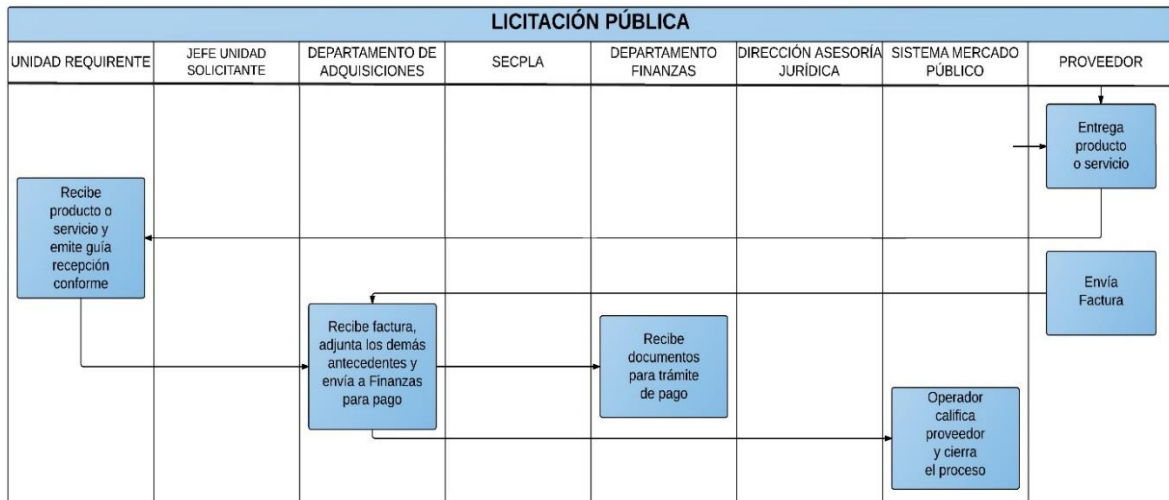 LICITACIÓN PÚBLICA
UNIDAD REQUIRENTE
JEFE UNIDAD
SOLICITANTE
DEPARTAMENTO DE
ADQUISICIONES
SECPLA
DEPARTAMENTO
FINANZAS
DIRECCIÓN ASESORÍA
JURÍDICA
SISTEMA MERCADO
PÚBLICO
PROVEEDOR
Entrega
producto
o servicio
Recibe
producto o
servicio y
emite guía
recepción
conforme
Envía
Factura
Recibe factura,
adjunta los demás
antecedentes y
envía a Finanzas
para pago
Recibe
documentos
para trámite
de pago
Operador
califica
proveedor
y cierra
el proceso